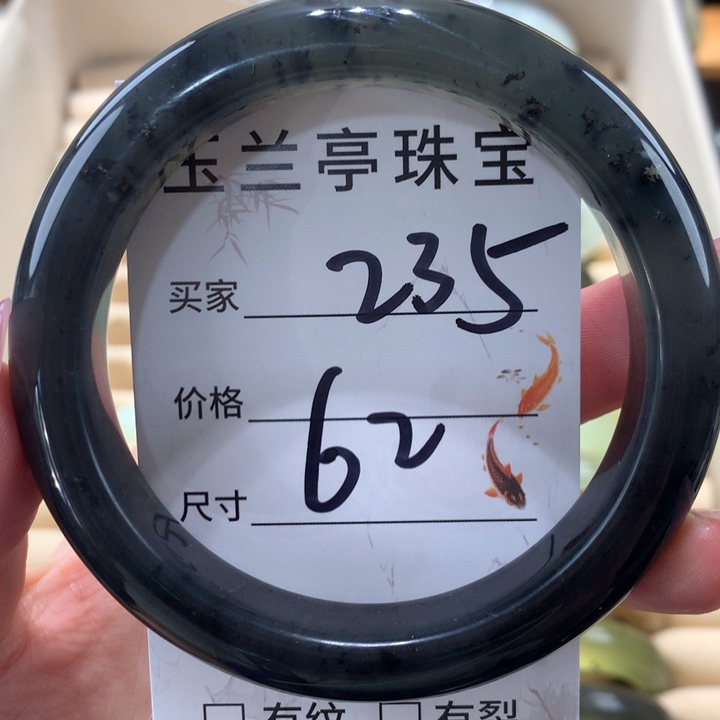 玉兰亭珠宝
买家 235
价格
尺寸 62
有纹 有裂